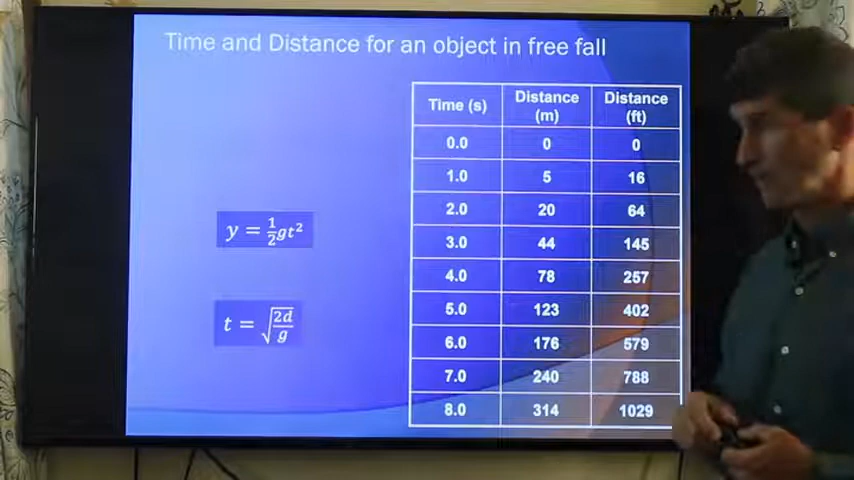 Time and Distance for an object in free fall
Time (s) Distance (m) Distance (ft)
0.0 0 0
1.0 5 16
2.0 20 64
3.0 44 145
4.0 78 257
5.0 123 402
6.0 176 579
7.0 240 788
8.0 314 1029
y = ½gt²
t = √(2d/g)